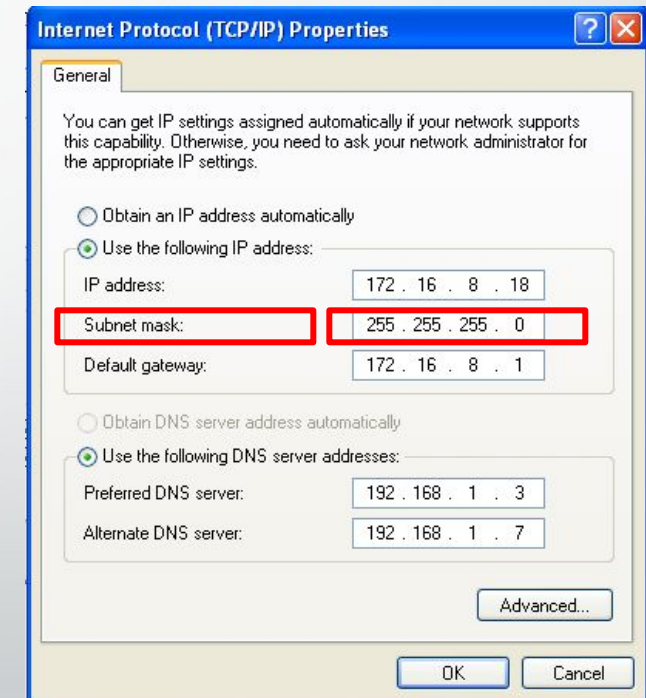 Internet Protocol (TCP/IP) Properties
General
You can get IP settings assigned automatically if your network supports
this capability. Otherwise, you need to ask your network administrator for
the appropriate IP settings.
Obtain an IP address automatically
Use the following IP address:
IP address: 172 . 16 . 8 . 18
Subnet mask: 255 . 255 . 255 . 0
Default gateway: 172 . 16 . 8 . 1
Obtain DNS server address automatically
Use the following DNS server addresses:
Preferred DNS server: 192 . 168 . 1 . 3
Alternate DNS server: 192 . 168 . 1 . 7
Advanced...
OK Cancel